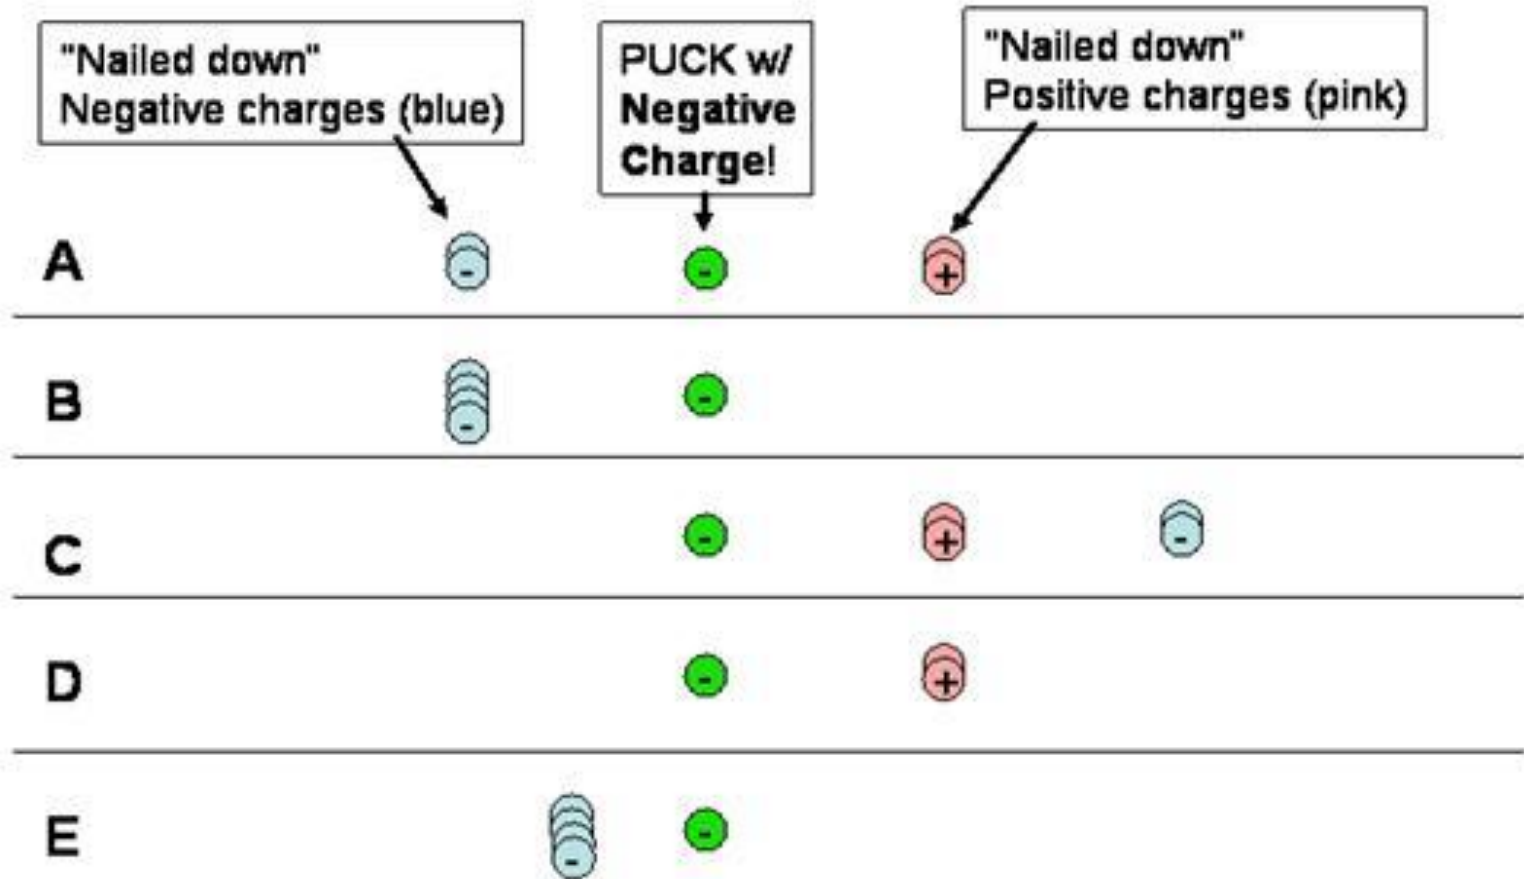 "Nailed down"
Negative charges (blue)
PUCK w/
Negative
Charge!
"Nailed down"
Positive charges (pink)
A
-
-
+
B
-
-
C
-
+
-
D
-
+
E
-
-